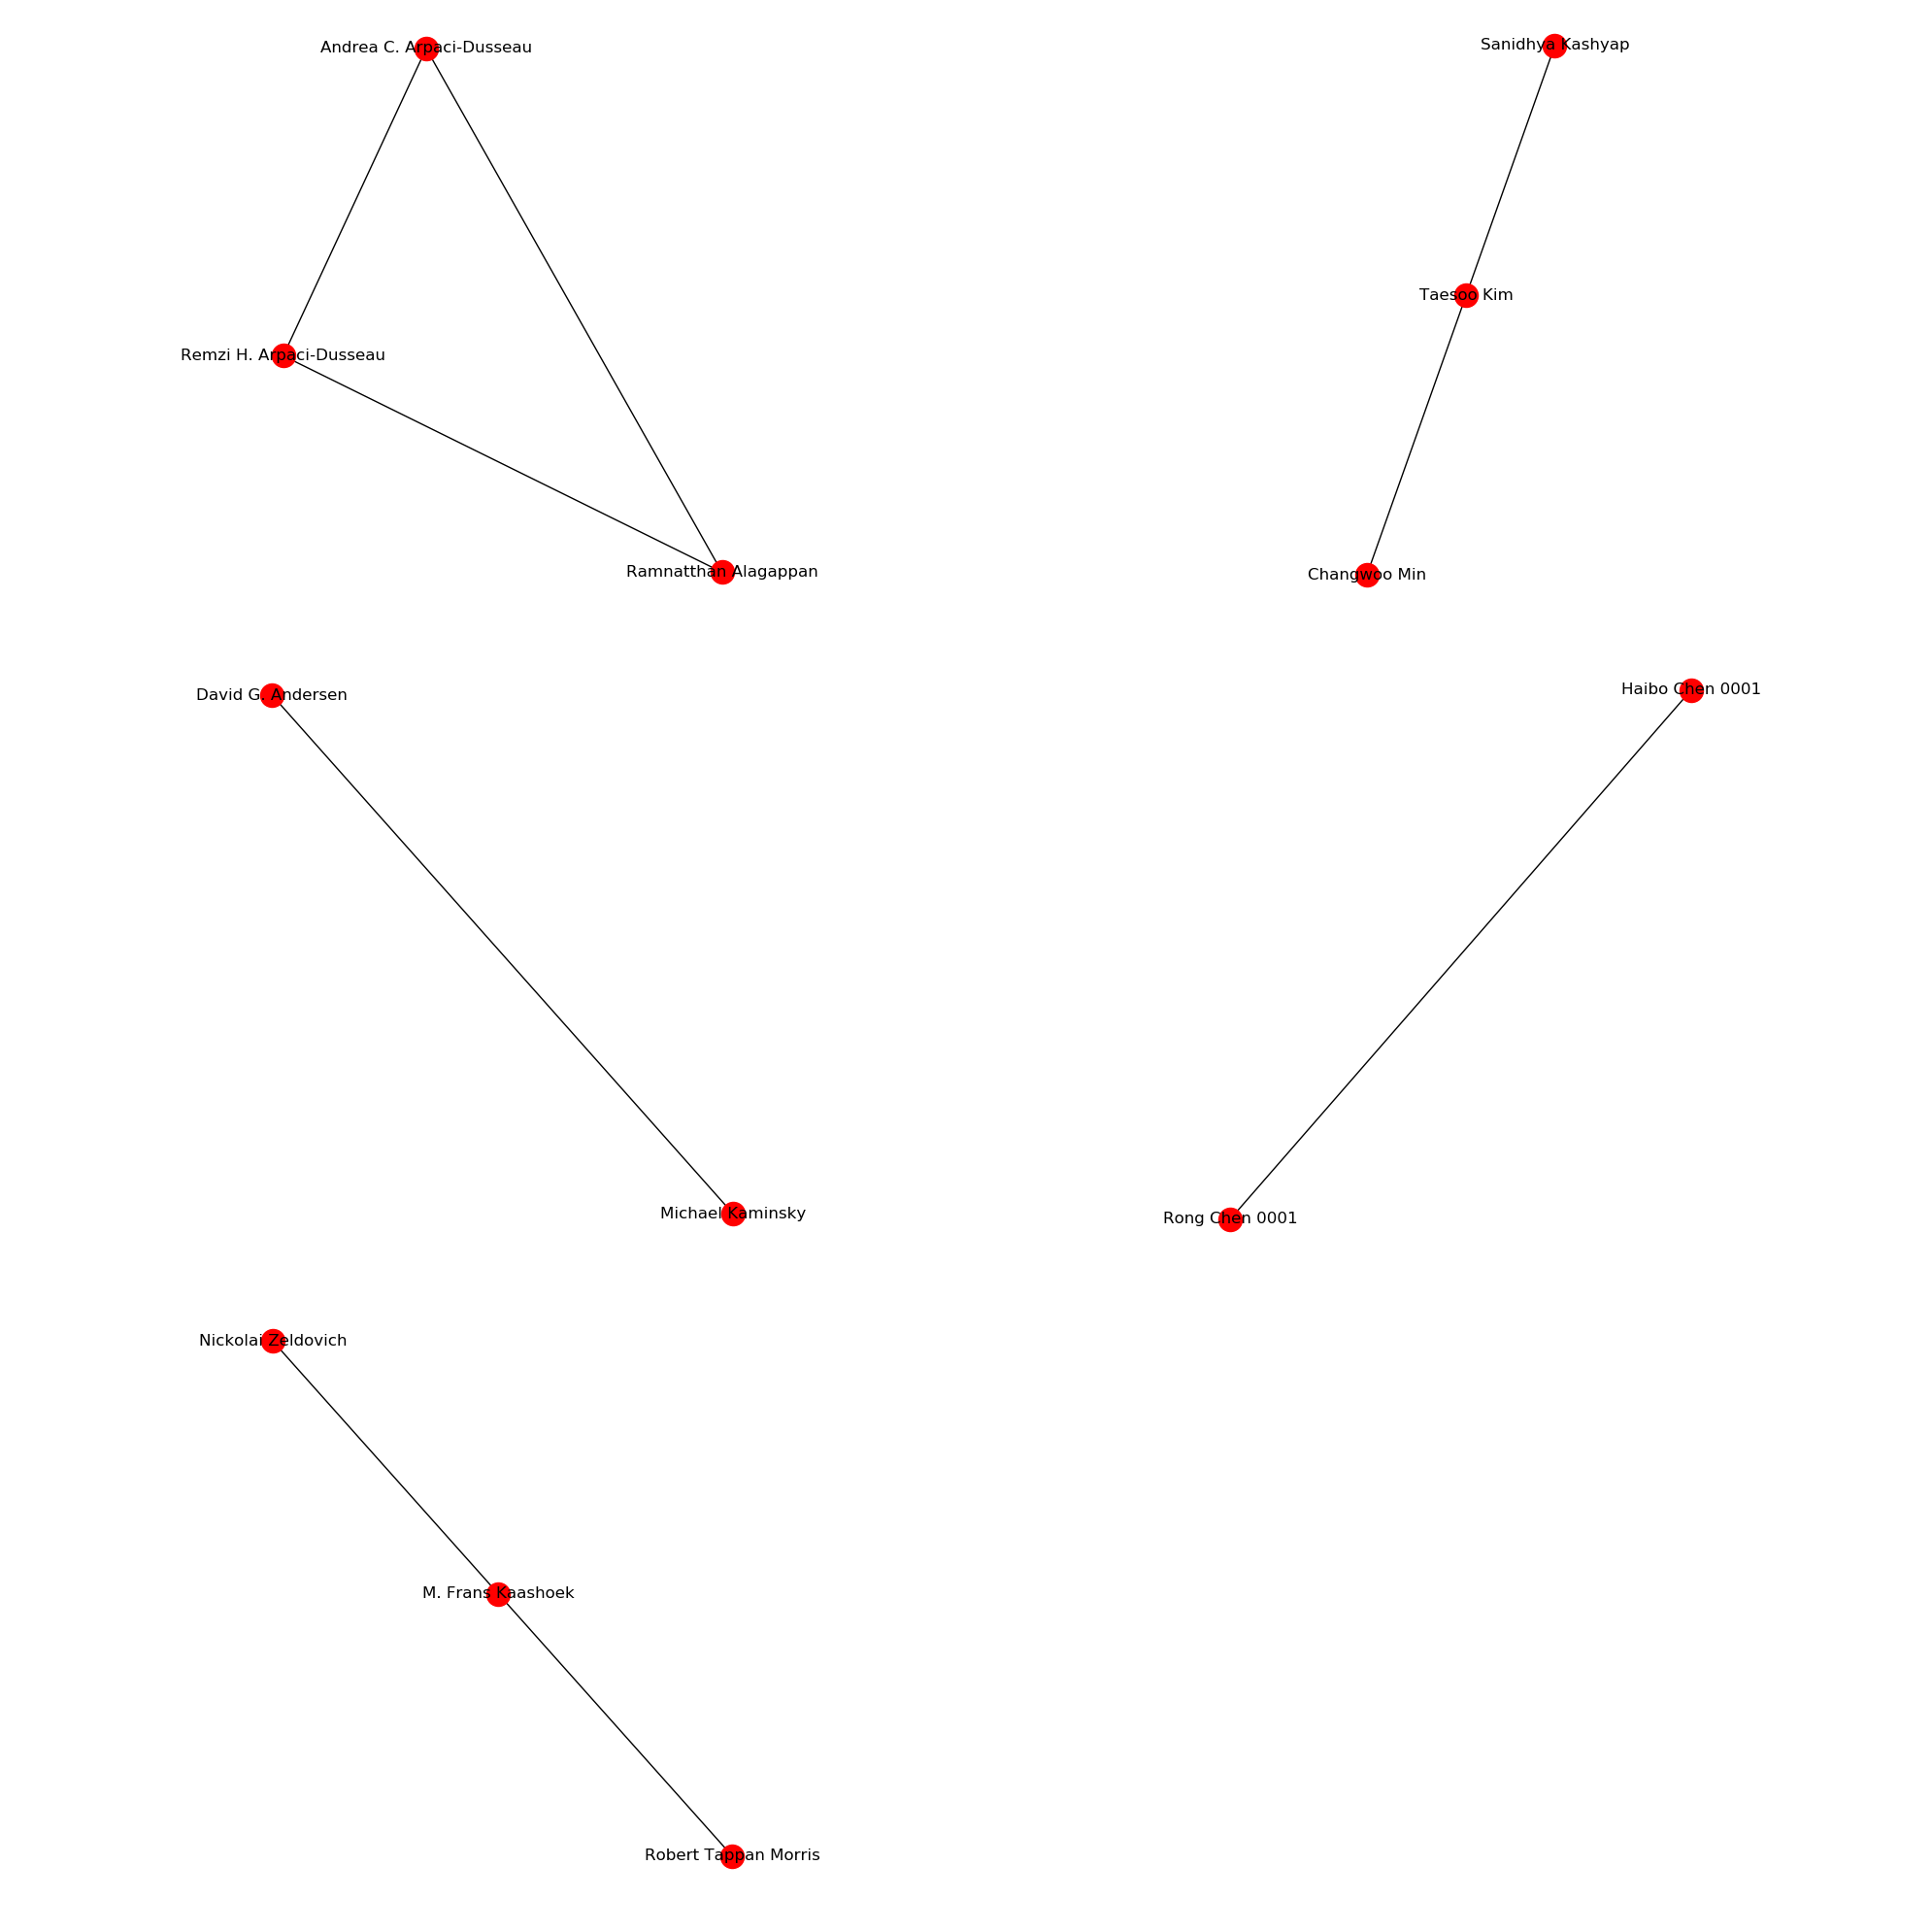 Andrea C. Arpaci-Dusseau
Sanidhya Kashyap
Taesoo Kim
Remzi H. Arpaci-Dusseau
Ramnatthan Alagappan
Changwoo Min
David G. Andersen
Haibo Chen 0001
Michael Kaminsky
Rong Chen 0001
Nickolai Zeldovich
M. Frans Kaashoek
Robert Tappan Morris